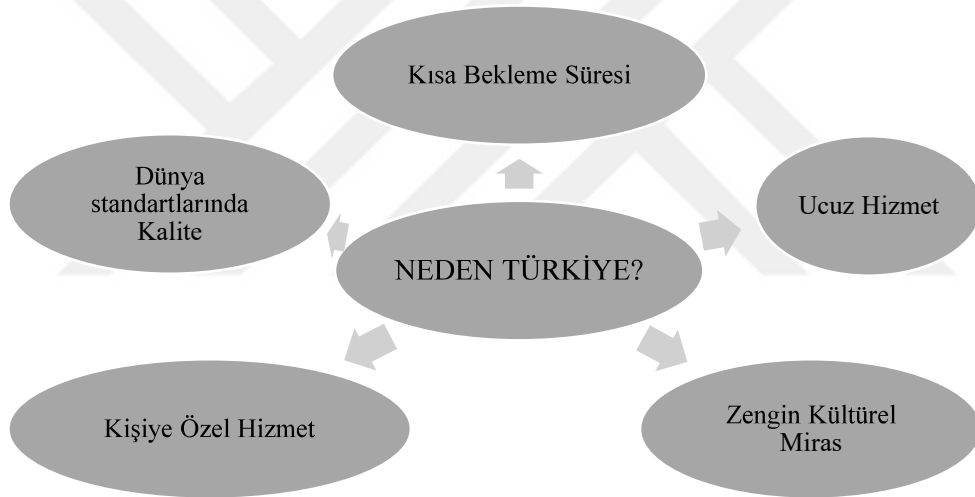 Kısa Bekleme Süresi
Dünya
standartlarında
Kalite
Ucuz Hizmet
NEDEN TÜRKİYE?
Kişiye Özel Hizmet
Zengin Kültürel
Miras